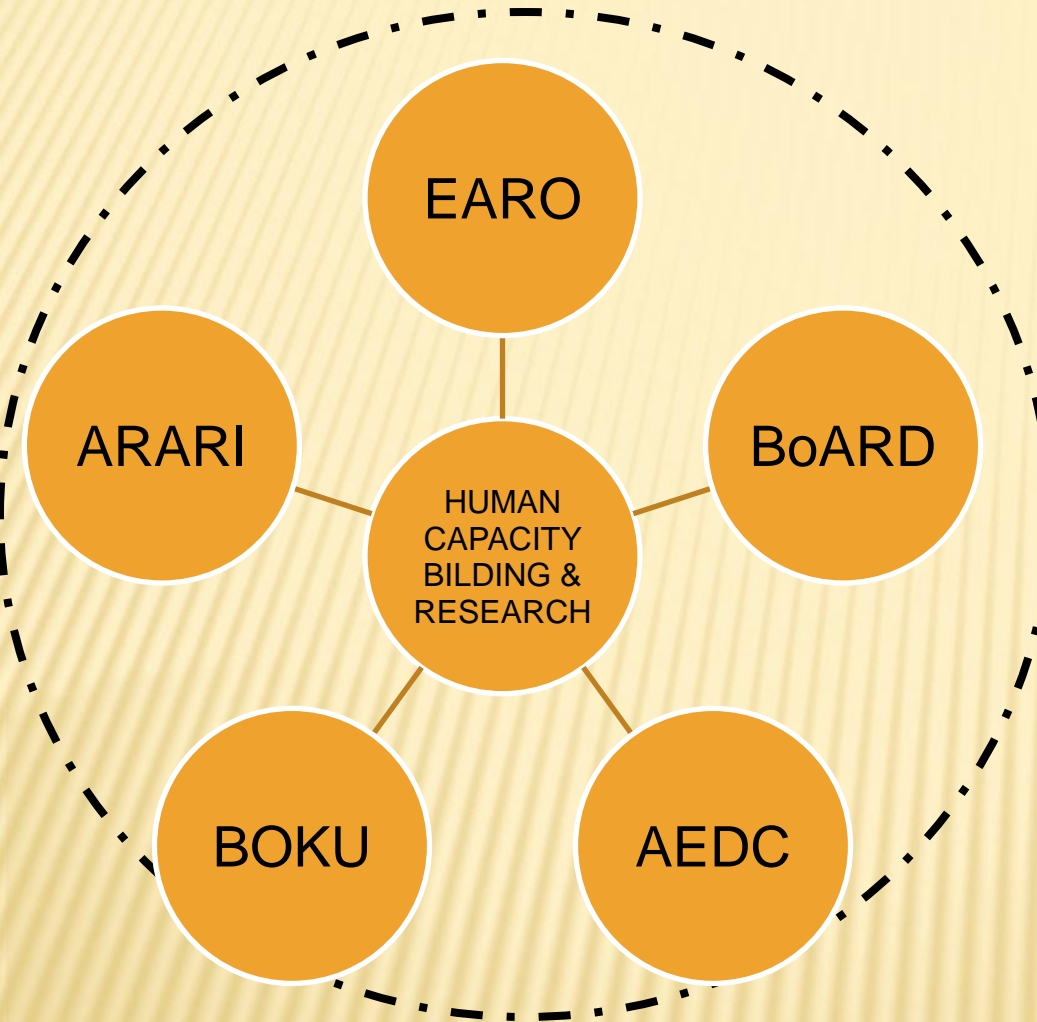 EARO
ARARI
BoARD
HUMAN
CAPACITY
BILDING &
RESEARCH
BOKU
AEDC